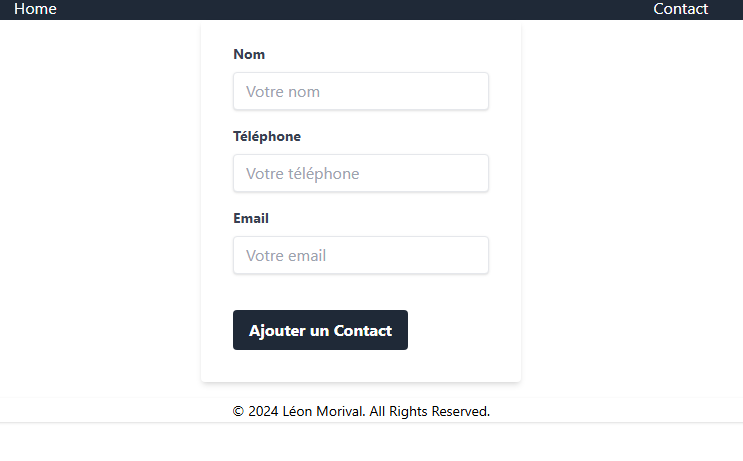 Home Contact
Nom
Votre nom
Téléphone
Votre téléphone
Email
Votre email
Ajouter un Contact
© 2024 Léon Morival. All Rights Reserved.